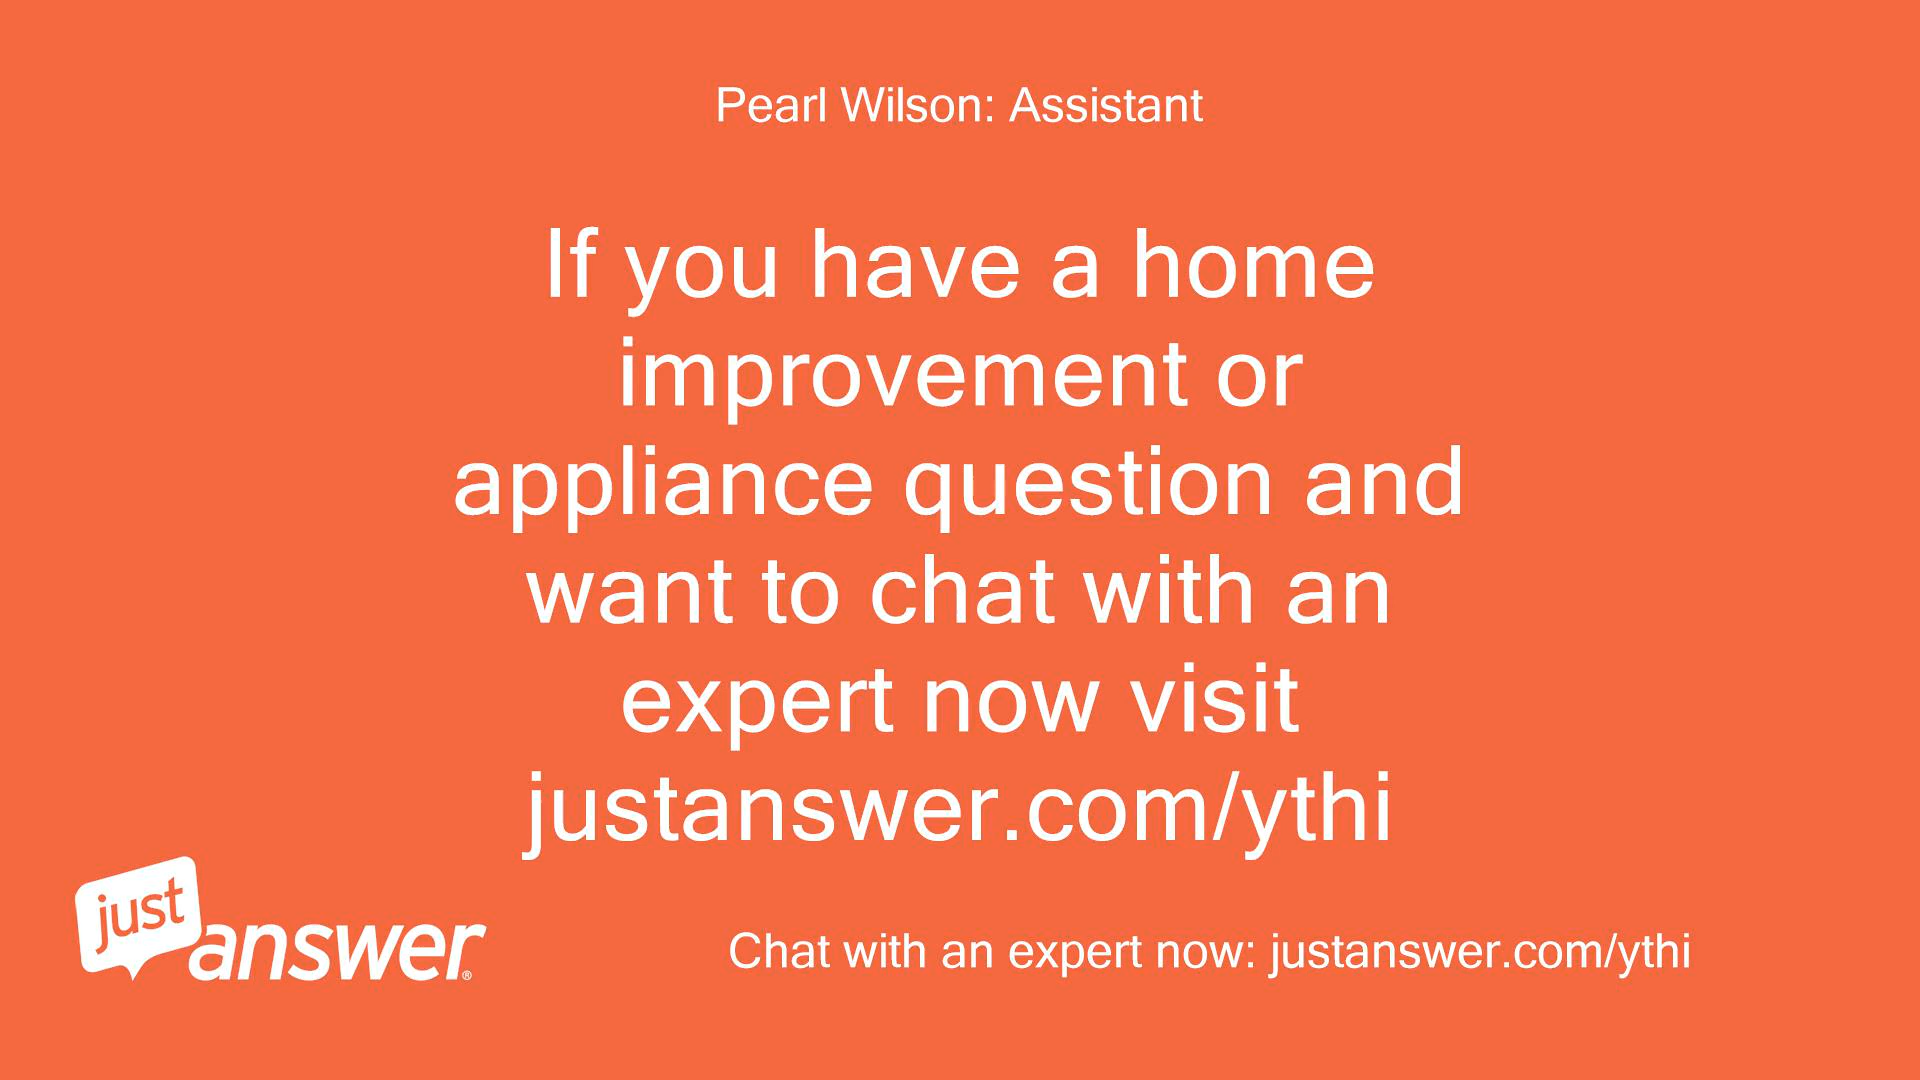 Pearl Wilson: Assistant
If you have a home
improvement or
appliance question and
want to chat with an
expert now visit
justanswer.com/ythi
just
answer®
Chat with an expert now: justanswer.com/ythi